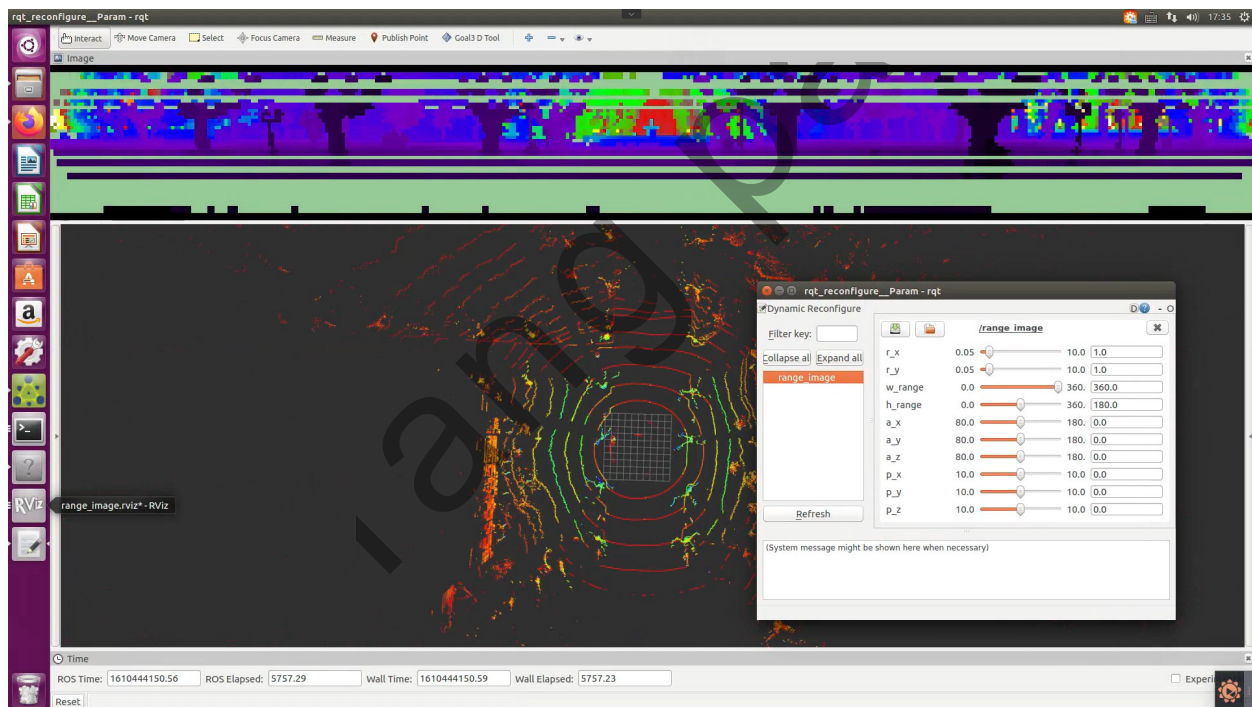 rqt_reconfigure__Param - rqt
17:35
Interact Move Camera Select Focus Camera Measure Publish Point Goal3 D Tool
Image
rqt_reconfigure__Param - rqt
Dynamic Reconfigure
D - O
Filter key:
/range_image
Collapse all Expand all
range_image
r_x 0.05 10.0 1.0
r_y 0.05 10.0 1.0
w_range 0.0 360. 360.0
h_range 0.0 360. 180.0
a_x 80.0 180. 0.0
a_y 80.0 180. 0.0
a_z 80.0 180. 0.0
p_x 10.0 10.0 0.0
p_y 10.0 10.0 0.0
p_z 10.0 10.0 0.0
Refresh
(System message might be shown here when necessary)
range_image.rviz* - RViz
RViz
Time
ROS Time: 1610444150.56 ROS Elapsed: 5757.29 Wall Time: 1610444150.59 Wall Elapsed: 5757.23
Reset